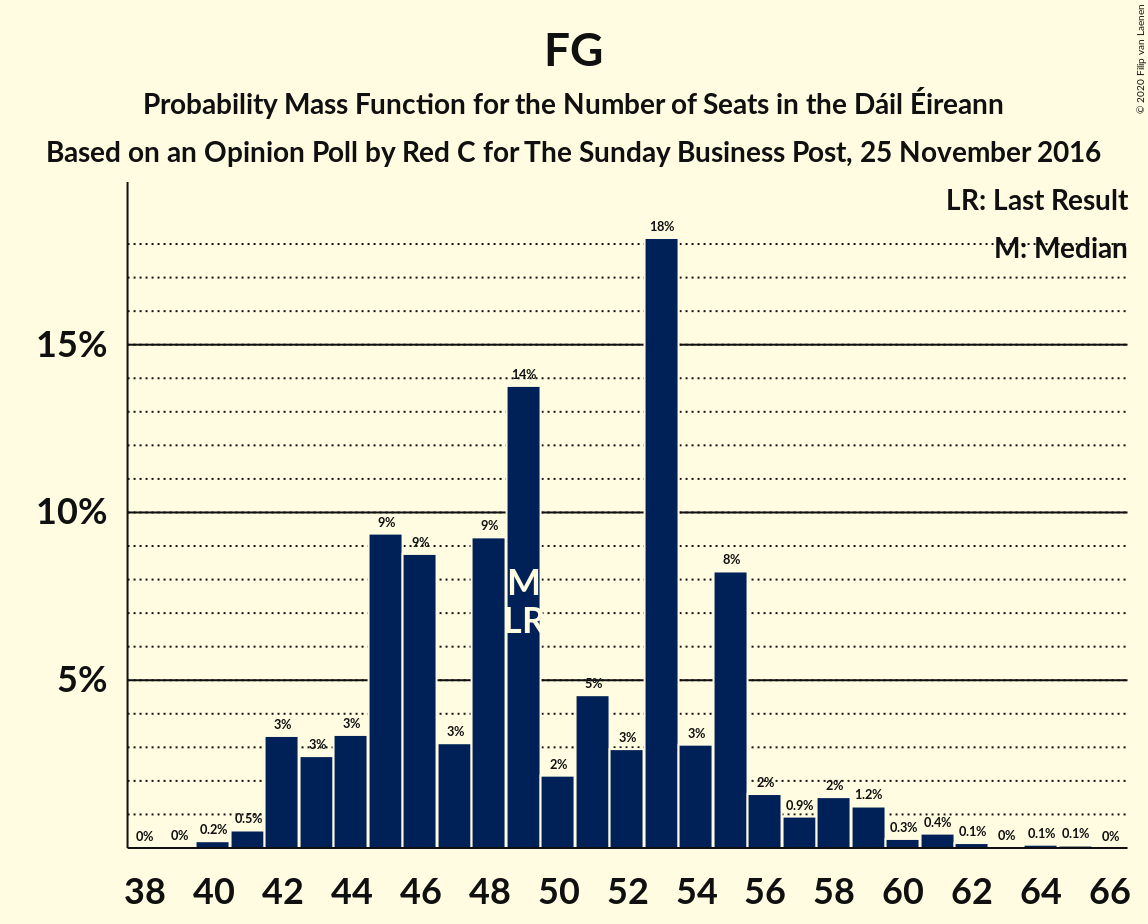 FG
Probability Mass Function for the Number of Seats in the Dáil Éireann
Based on an Opinion Poll by Red C for The Sunday Business Post, 25 November 2016
© 2020 Filip van Laenen
LR: Last Result
M: Median
15%
10%
5%
0% 0% 0.2% 0.5% 3% 3% 3% 9% 9% 3% 9% 14% 2% 5% 3% 18% 3% 8% 2% 0.9% 2% 1.2% 0.3% 0.4% 0.1% 0% 0.1% 0.1% 0%
M
LR
38 40 42 44 46 48 50 52 54 56 58 60 62 64 66